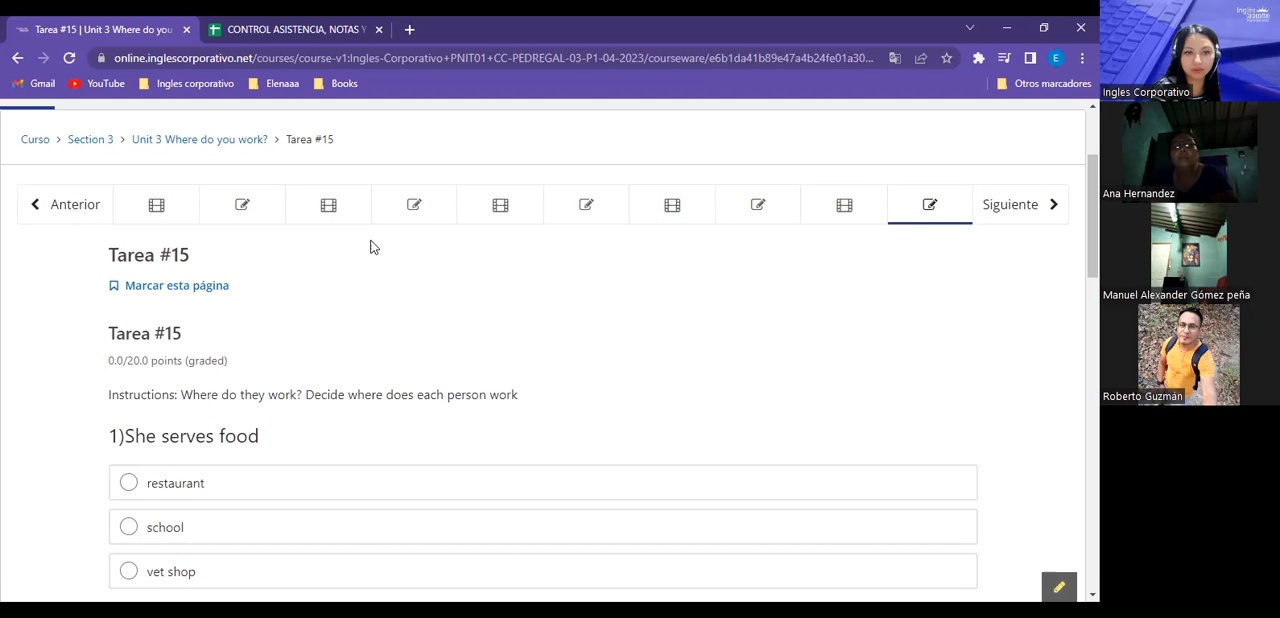 Tarea #15 | Unit 3 Where do you
CONTROL ASISTENCIA, NOTAS Y
online.inglescorporativo.net/courses/course-v1:Ingles-Corporativo+PNIT01+CC-PEDREGAL-03-P1-04-2023/courseware/e6b1da41b89e47a4b24fe01a30...
E
Gmail
YouTube
Ingles corporativo
Elenaaa
Books
Otros marcadores
Curso > Section 3 > Unit 3 Where do you work? > Tarea #15
Anterior
Siguiente
Tarea #15
Marcar esta página
Tarea #15
0.0/20.0 points (graded)
Instructions: Where do they work? Decide where does each person work
1)She serves food
restaurant
school
vet shop
Ingles
Ingles Corporativo
Ana Hernandez
Manuel Alexander Gómez peña
Roberto Guzmán